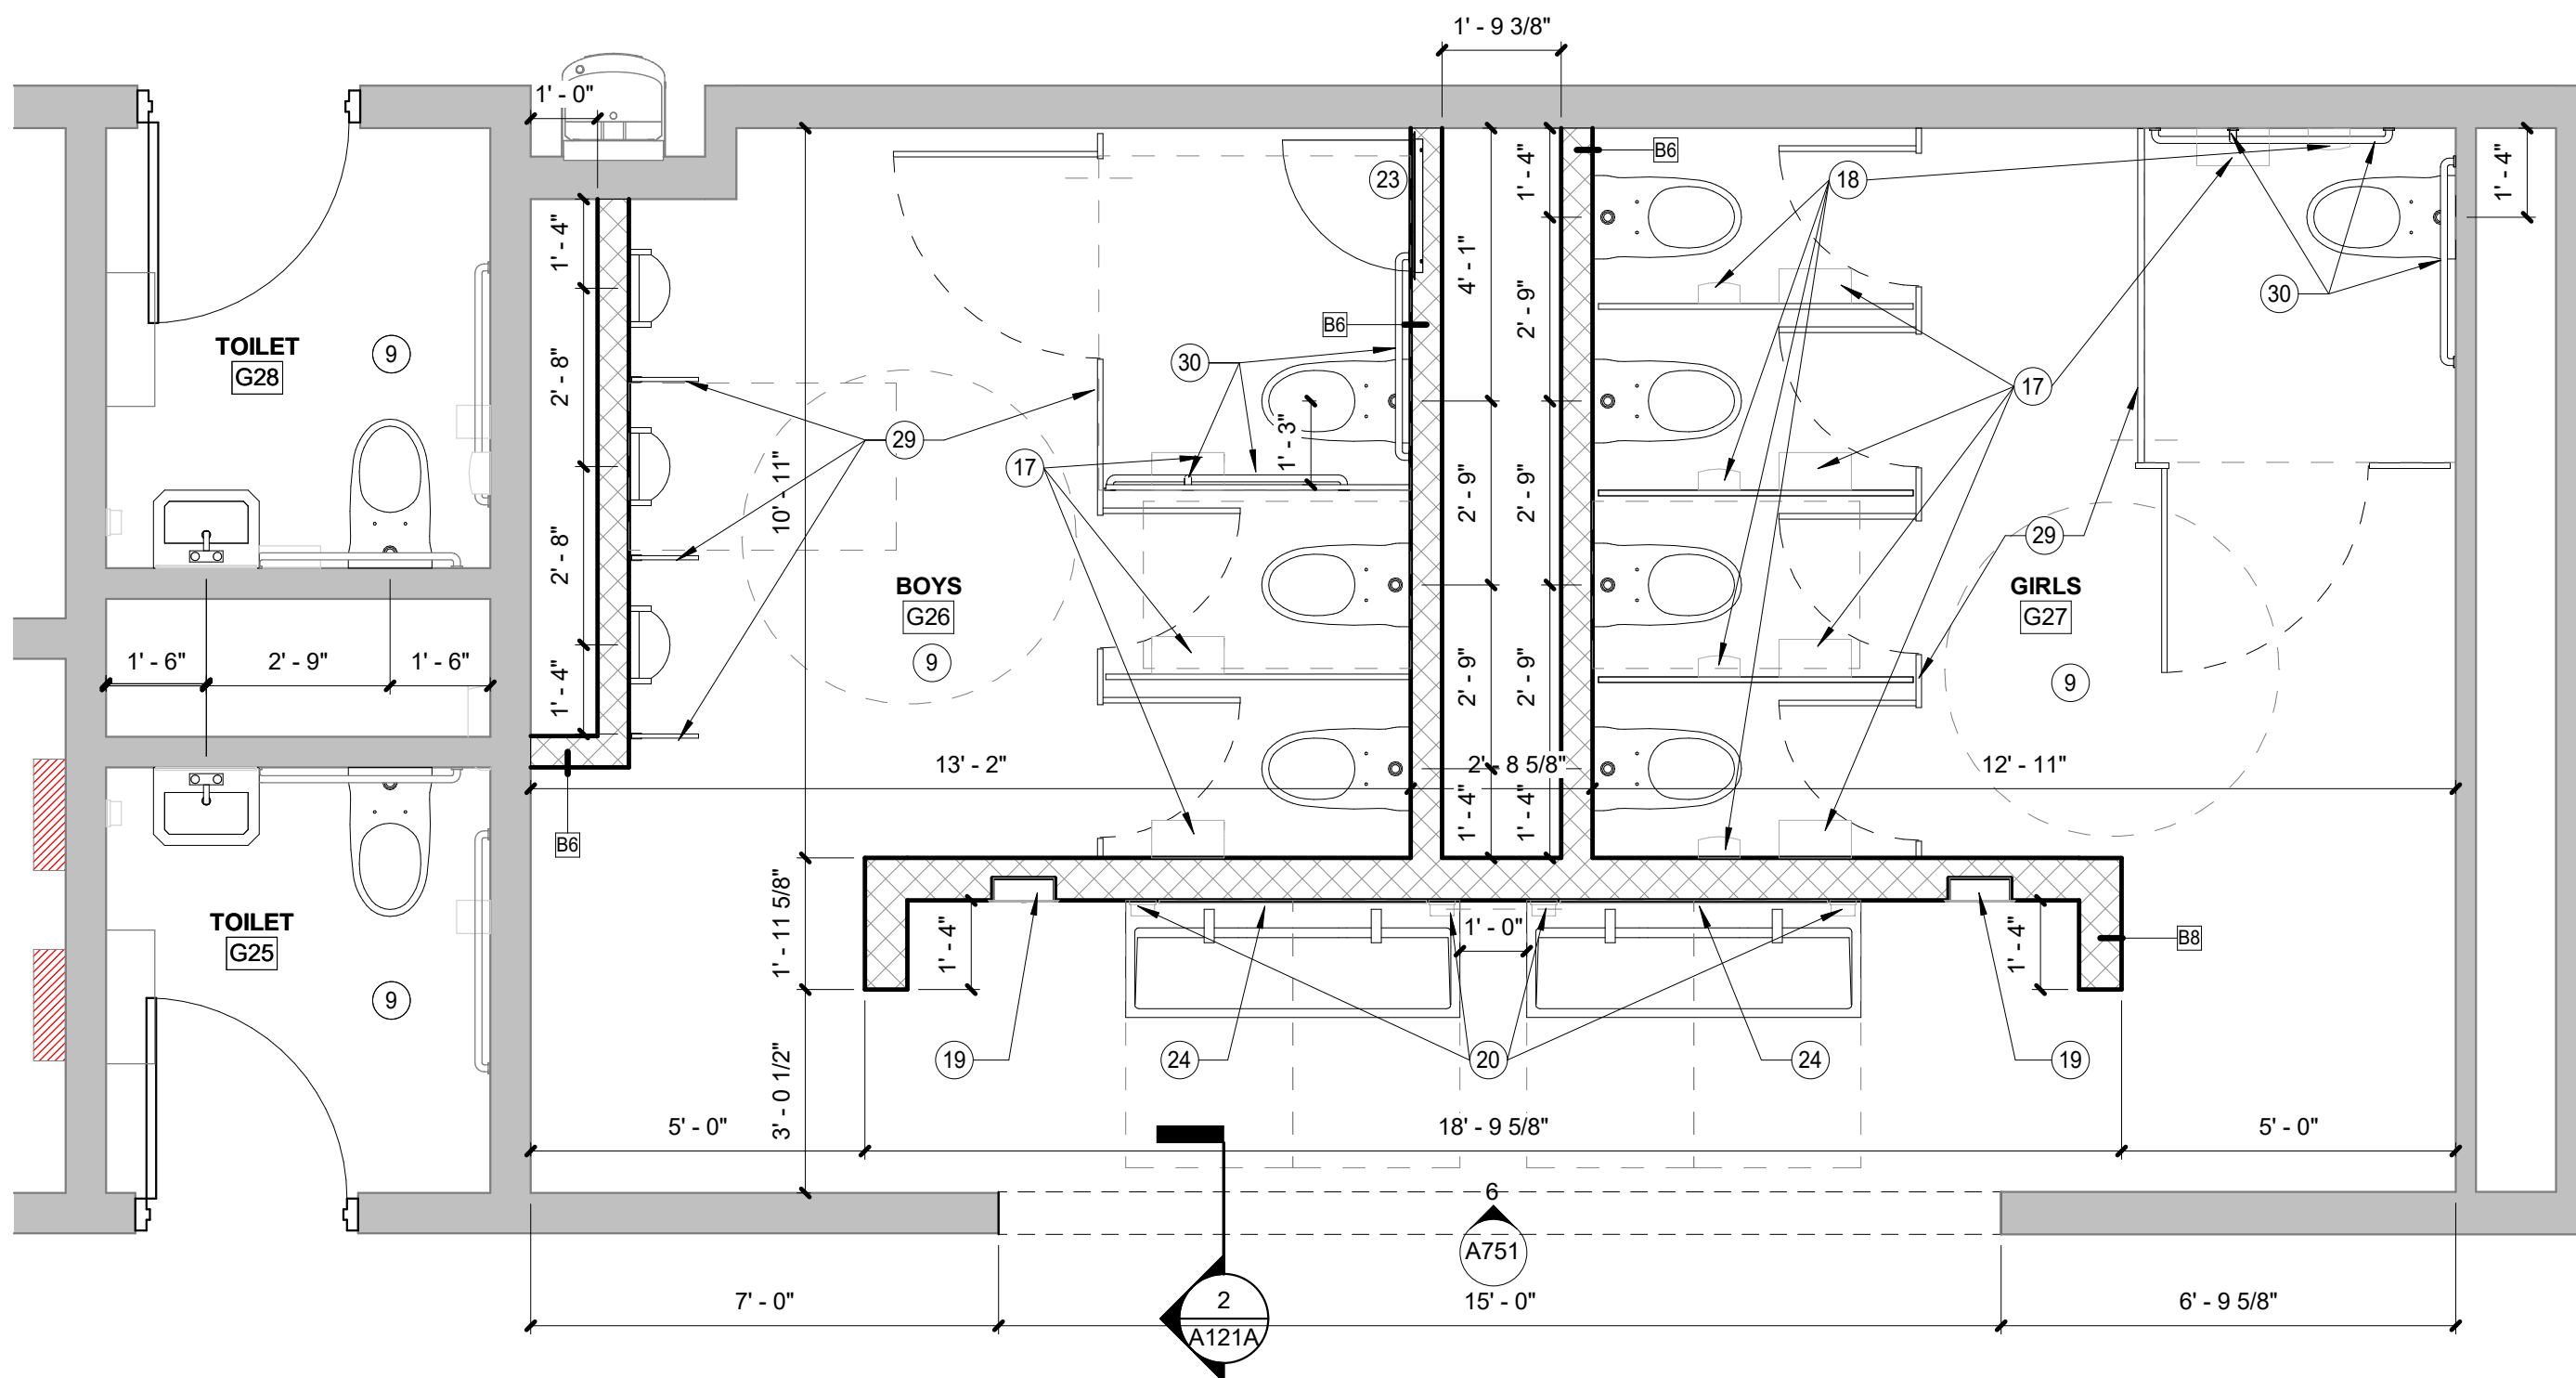 1' - 9 3/8"
1' - 0"
B6
1' - 4"
1' - 4"
18
23
1' - 4"
4' - 1"
2' - 9"
30
B6
TOILET
G28
9
2' - 8"
30
17
29
17
1' - 3"
10' - 11"
2' - 9"
2' - 9"
29
2' - 8"
BOYS
G26
9
GIRLS
G27
9
1' - 6"
2' - 9"
1' - 6"
1' - 4"
2' - 9"
2' - 9"
13' - 2"
2' - 8 5/8"
12' - 11"
1' - 4"
1' - 4"
B6
TOILET
G25
9
1' - 11 5/8"
1' - 4"
1' - 0"
1' - 4"
B8
19
24
20
24
19
3' - 0 1/2"
5' - 0"
18' - 9 5/8"
5' - 0"
6
A751
7' - 0"
2
A121A
15' - 0"
6' - 9 5/8"